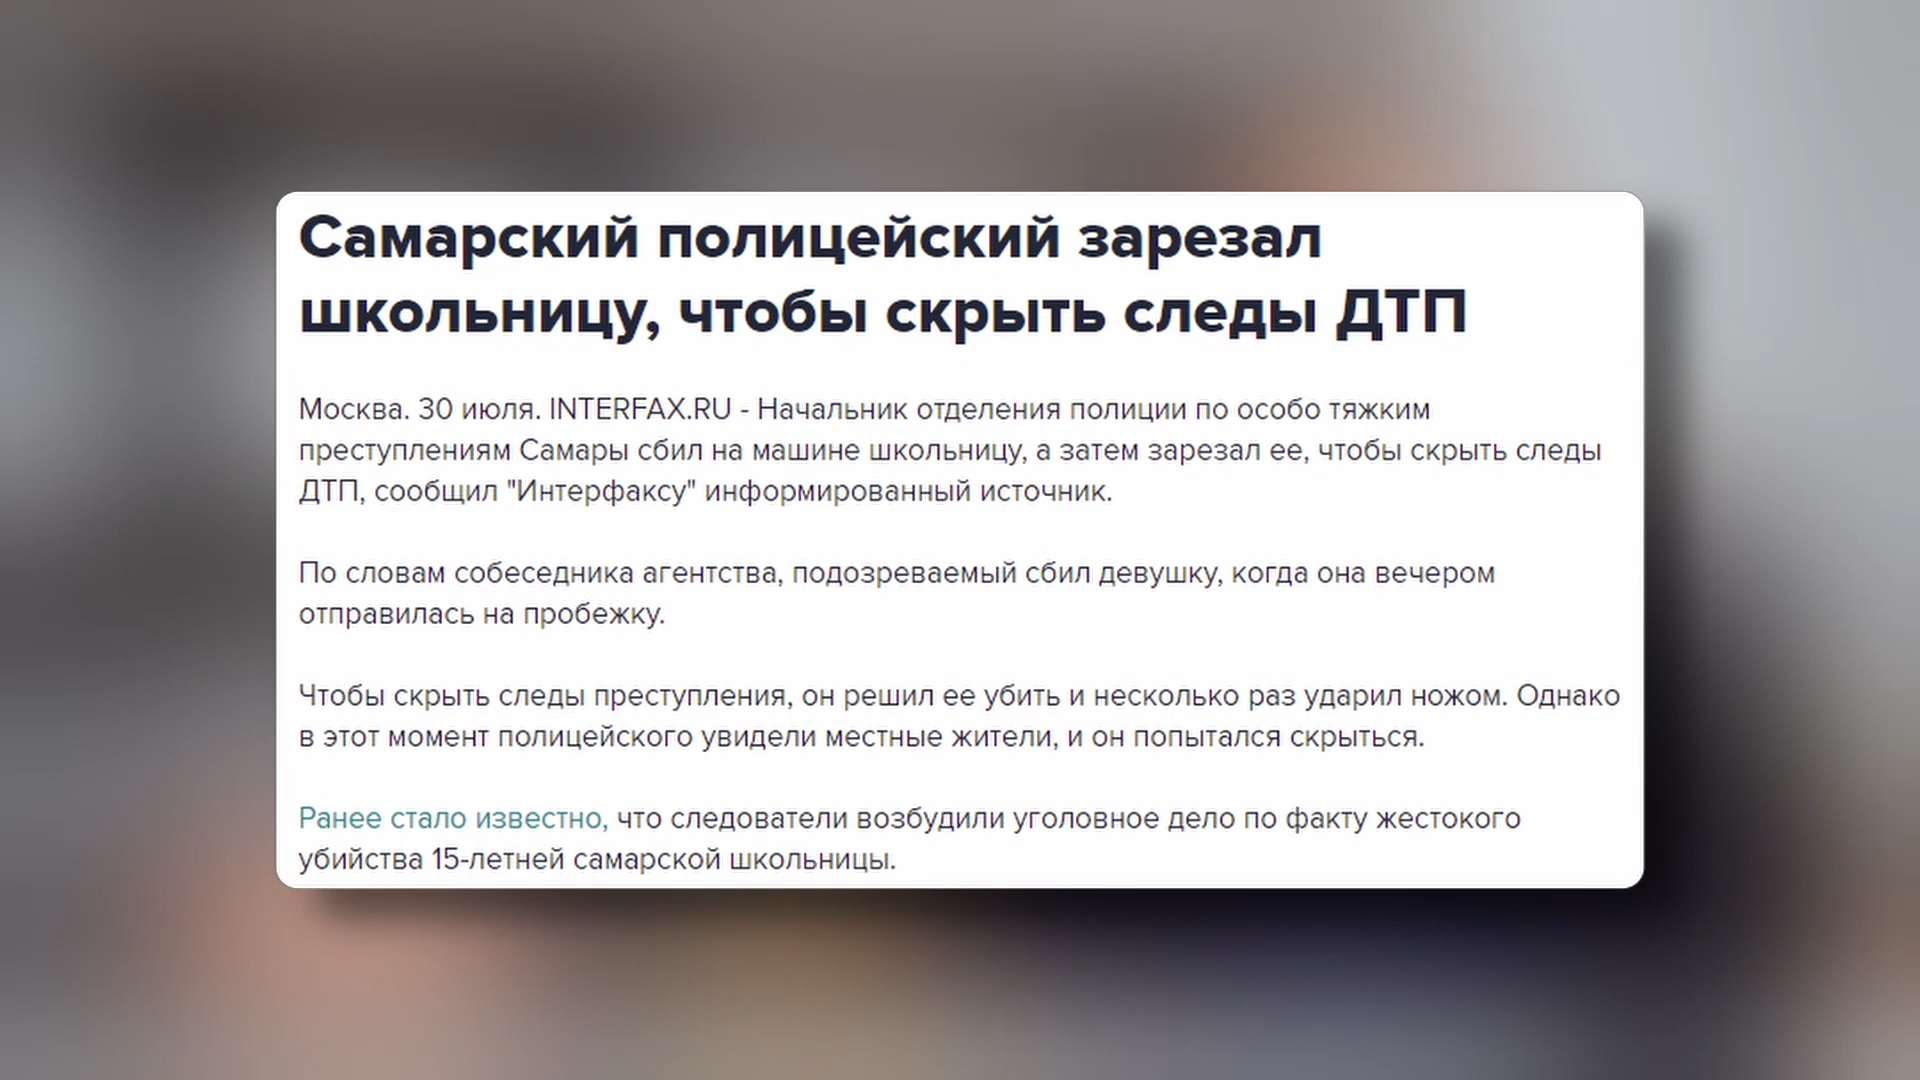 Самарский полицейский зарезал
школьницу, чтобы скрыть следы ДТП
Москва. 30 июля. INTERFAX.RU - Начальник отделения полиции по особо тяжким
преступлениям Самары сбил на машине школьницу, а затем зарезал ее, чтобы скрыть следы
ДТП, сообщил "Интерфаксу" информированный источник.
По словам собеседника агентства, подозреваемый сбил девушку, когда она вечером
отправилась на пробежку.
Чтобы скрыть следы преступления, он решил ее убить и несколько раз ударил ножом. Однако
в этот момент полицейского увидели местные жители, и он попытался скрыться.
Ранее стало известно, что следователи возбудили уголовное дело по факту жестокого
убийства 15-летней самарской школьницы.